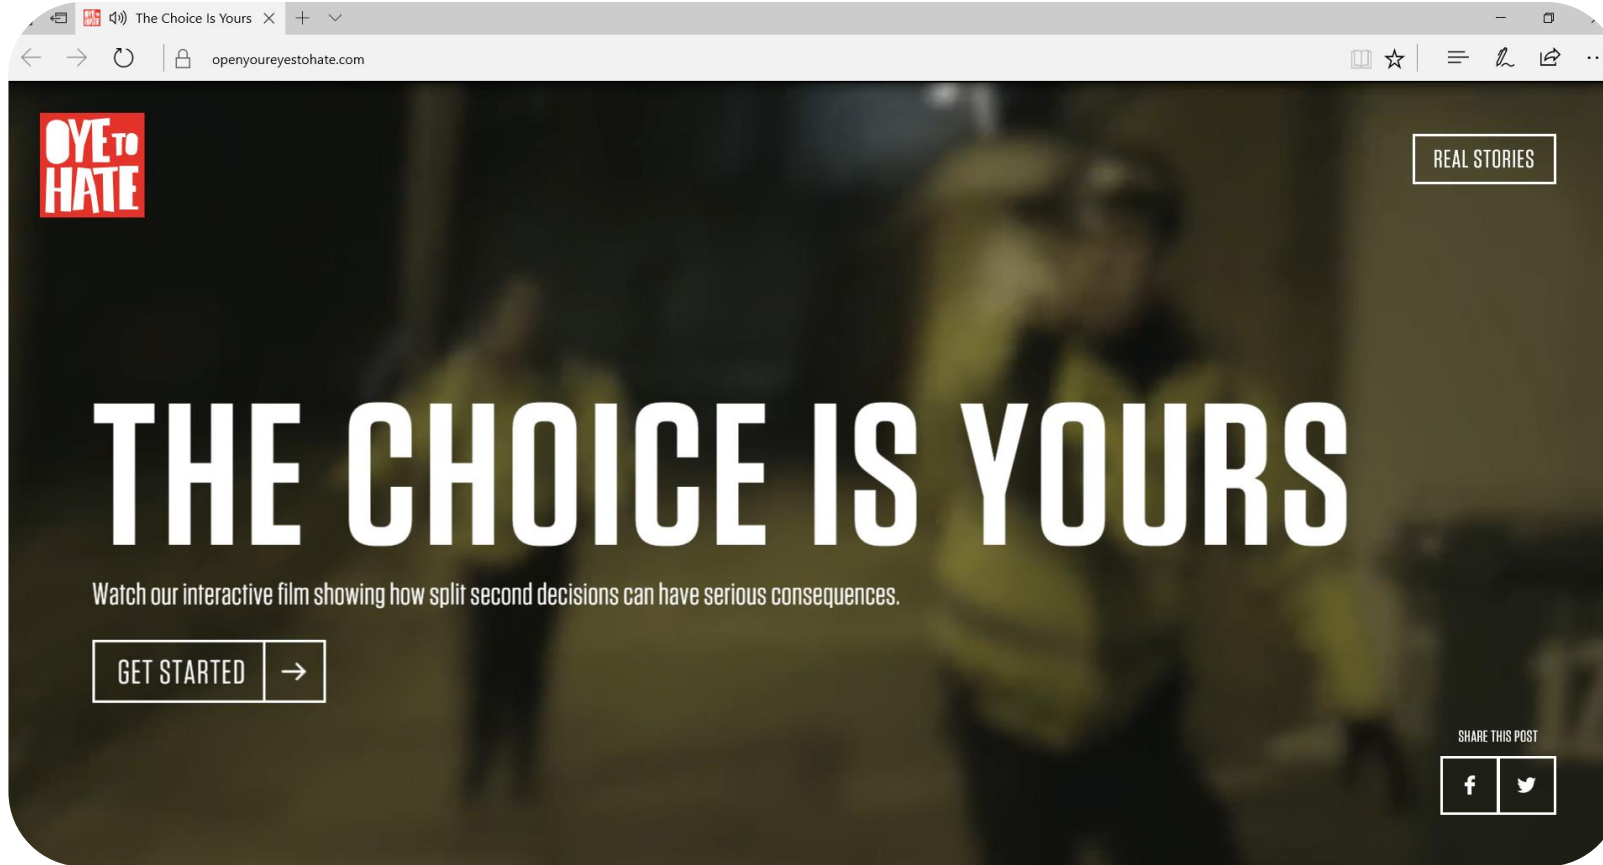 The Choice Is Yours
openyoureyestohate.com
OYE TO
HATE
REAL STORIES
THE CHOICE IS YOURS
Watch our interactive film showing how split second decisions can have serious consequences.
GET STARTED
SHARE THIS POST